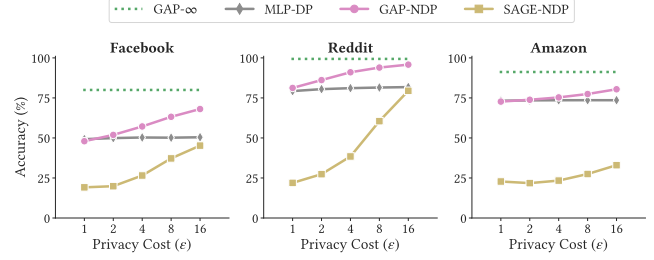 GAP-∞ MLP-DP GAP-NDP SAGE-NDP
Facebook Reddit Amazon
Accuracy (%)
100 75 50 25 0
1 2 4 8 16
Privacy Cost (ε)
100 75 50 25 0
1 2 4 8 16
Privacy Cost (ε)
100 75 50 25 0
1 2 4 8 16
Privacy Cost (ε)